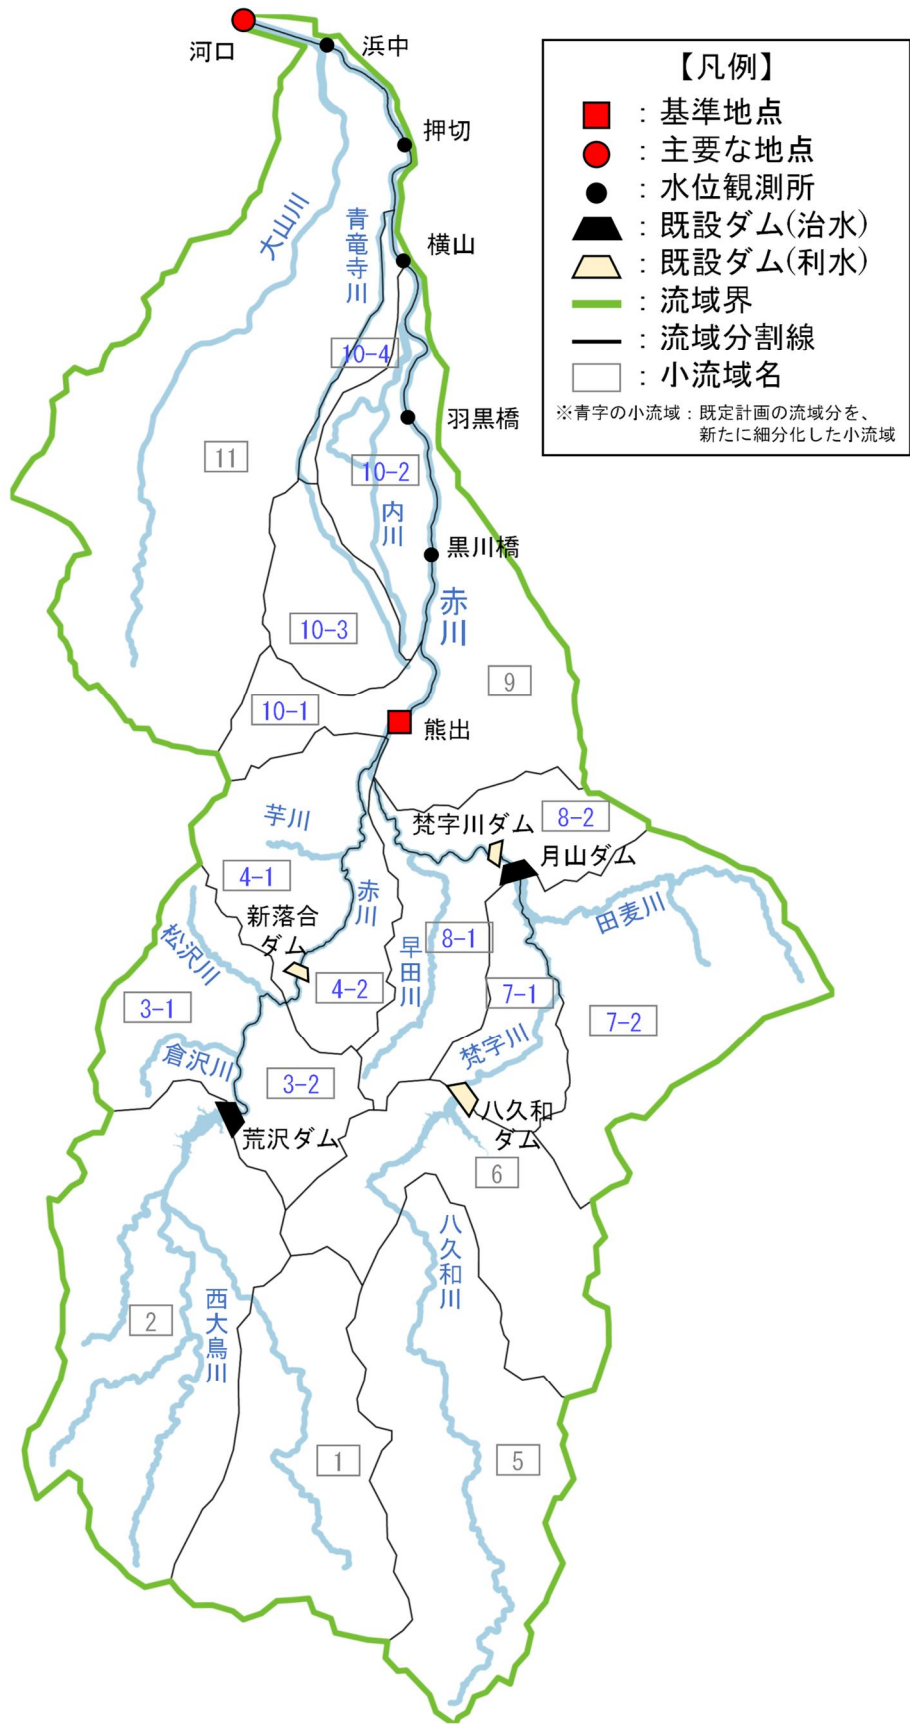 河口
浜中
【凡例】
：基準地点
：主要な地点
：水位観測所
：既設ダム(治水)
：既設ダム(利水)
：流域界
：流域分割線
：小流域名
※青字の小流域：既定計画の流域分を、
新たに細分化した小流域
押切
大山川
青竜寺川
横山
10-4
羽黒橋
11
10-2
内川
黒川橋
赤川
10-3
9
10-1
熊出
芋川
梵字川ダム
8-2
月山ダム
4-1
赤川
田麦川
新落合
ダム
松沢川
早田川
8-1
4-2
7-1
3-1
7-2
倉沢川
梵字川
3-2
八久和
ダム
荒沢ダム
6
八久和川
西大鳥川
2
1
5